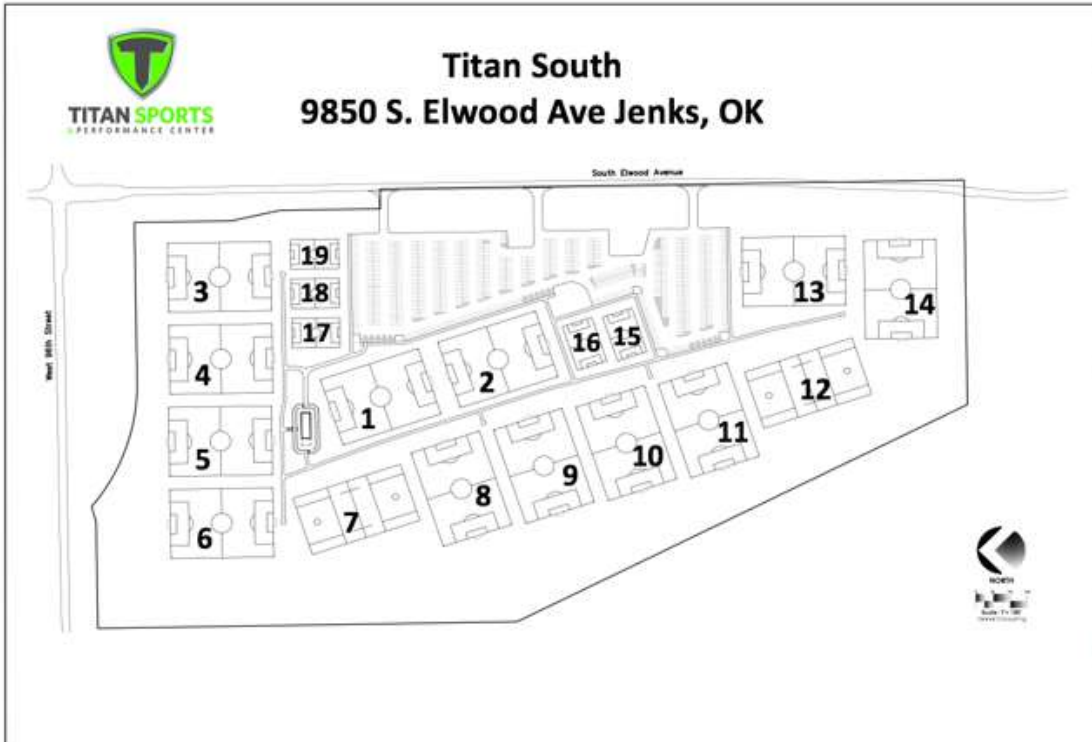 Titan South
9850 S. Elwood Ave Jenks, OK
T
TITAN SPORTS
& PERFORMANCE CENTER
South Elwood Avenue
West 96th Street
3
19
18
17
4
5
6
1
2
16
15
13
14
12
11
10
9
8
7
NORTH